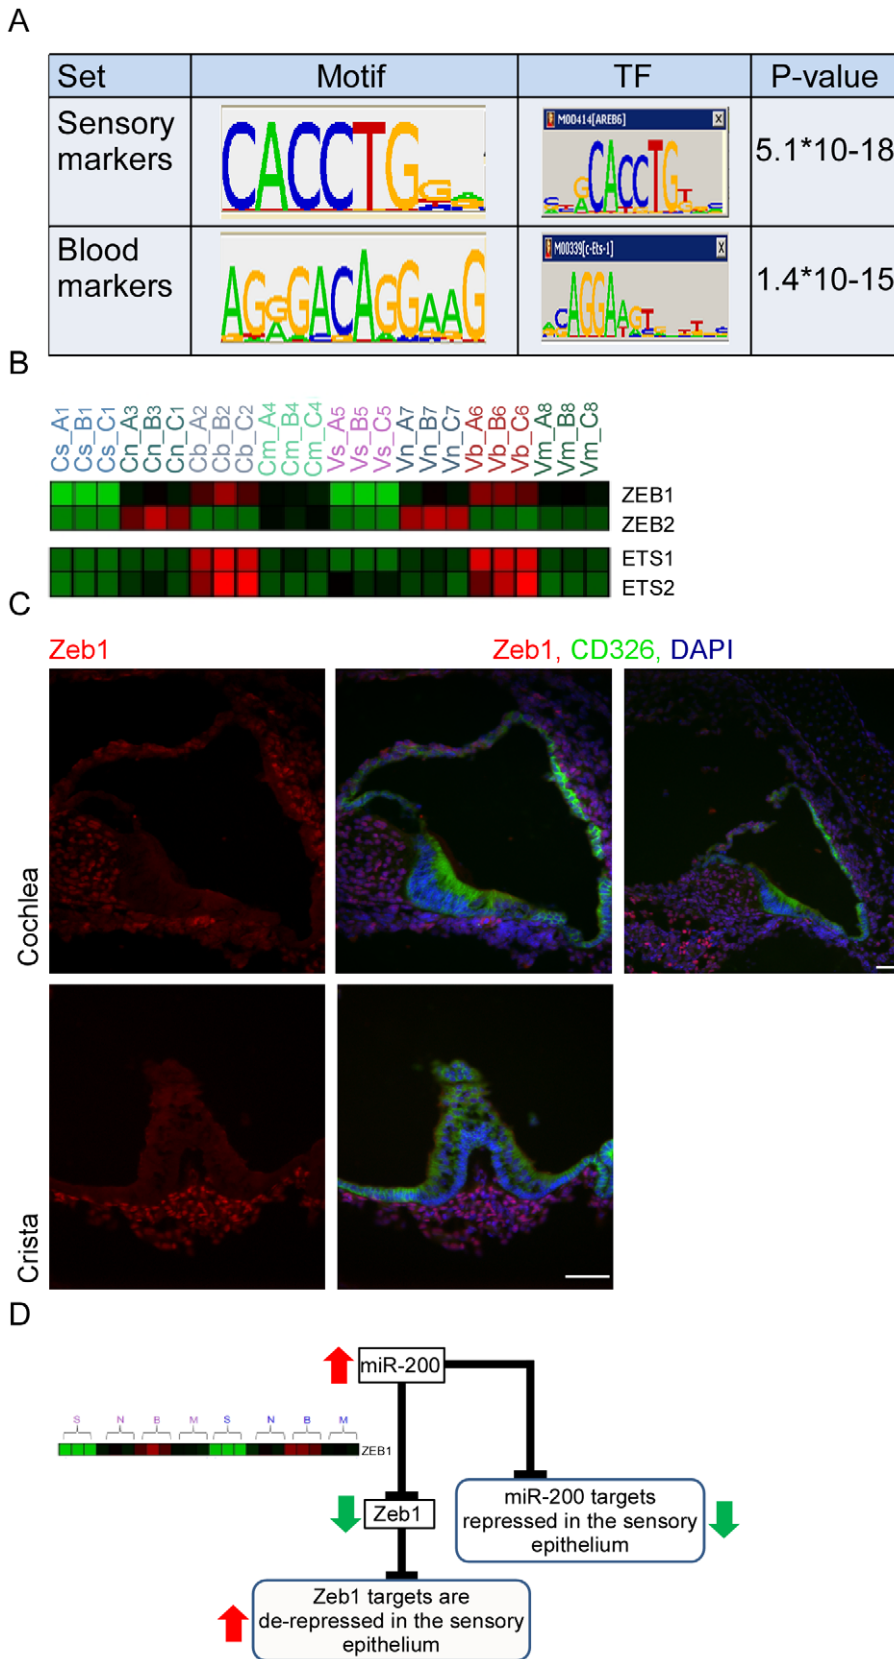 A
Set Motif TF P-value
Sensory markers CACCTG M00414[AREB6] X CACCTG 5.1*10-18
Blood markers AGGGACAGGAAG M00339[c-Ets-1] X CAGGAAGT 1.4*10-15
B
Cs_A1 Cs_B1 Cs_C1 Cn_A3 Cn_B3 Cn_C1 Cb_A2 Cb_B2 Cb_C2 Cm_A4 Cm_B4 Cm_C4 Vs_A5 Vs_B5 Vs_C5 Vn_A7 Vn_B7 Vn_C7 Vb_A6 Vb_B6 Vb_C6 Vm_A8 Vm_B8 Vm_C8
ZEB1
ZEB2
ETS1
ETS2
C
Zeb1 Zeb1, CD326, DAPI
Cochlea
Crista
D
miR-200
S N B M S N B M
ZEB1
Zeb1
miR-200 targets
repressed in the sensory
epithelium
Zeb1 targets are
de-repressed in the sensory
epithelium